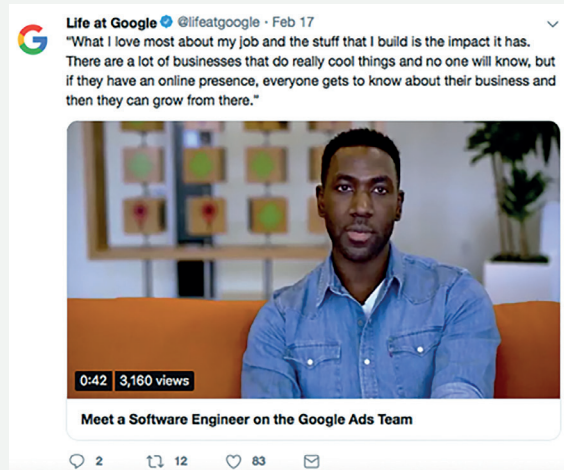 Life at Google @lifeatgoogle · Feb 17
“What I love most about my job and the stuff that I build is the impact it has.
There are a lot of businesses that do really cool things and no one will know, but
if they have an online presence, everyone gets to know about their business and
then they can grow from there.”
0:42 3,160 views
Meet a Software Engineer on the Google Ads Team
2 12 83